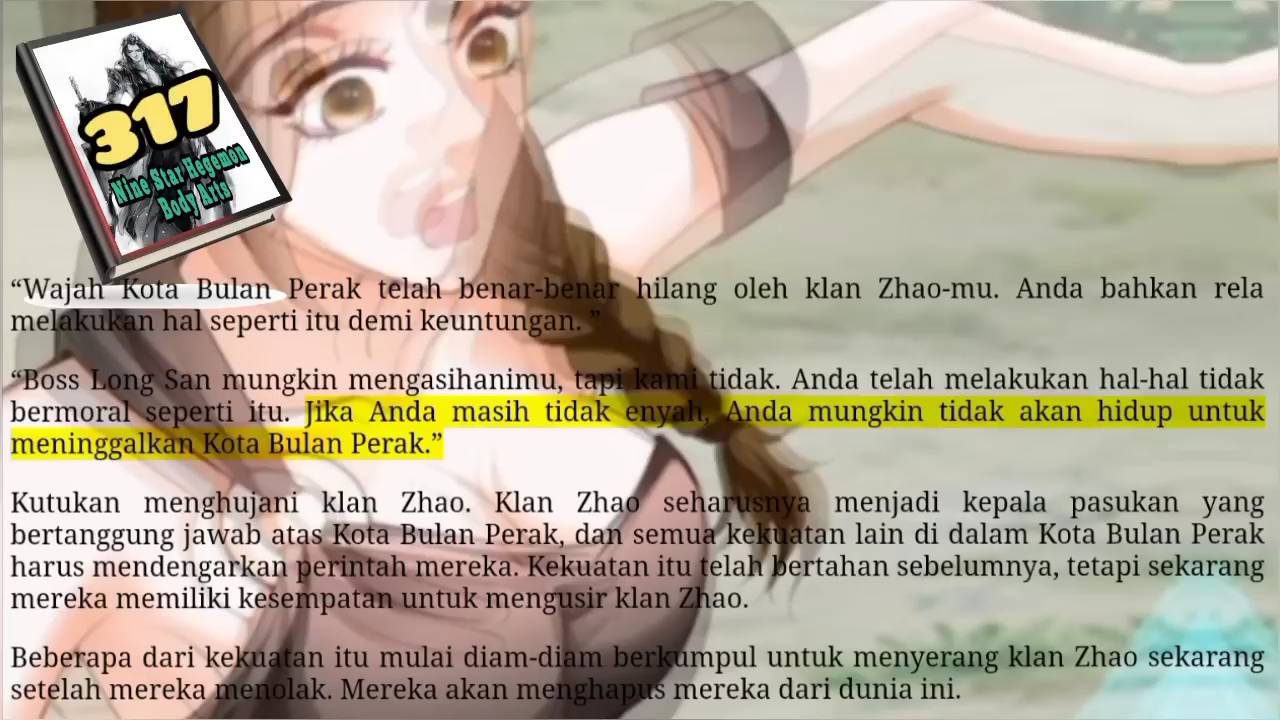 317
Nine Star Hegemon
Body Arts
“Wajah Kota Bulan Perak telah benar-benar hilang oleh klan Zhao-mu. Anda bahkan rela
melakukan hal seperti itu demi keuntungan. ”
“Boss Long San mungkin mengasihanimu, tapi kami tidak. Anda telah melakukan hal-hal tidak
bermoral seperti itu. Jika Anda masih tidak enyah, Anda mungkin tidak akan hidup untuk
meninggalkan Kota Bulan Perak.”
Kutukan menghujani klan Zhao. Klan Zhao seharusnya menjadi kepala pasukan yang
bertanggung jawab atas Kota Bulan Perak, dan semua kekuatan lain di dalam Kota Bulan Perak
harus mendengarkan perintah mereka. Kekuatan itu telah bertahan sebelumnya, tetapi sekarang
mereka memiliki kesempatan untuk mengusir klan Zhao.
Beberapa dari kekuatan itu mulai diam-diam berkumpul untuk menyerang klan Zhao sekarang
setelah mereka menolak. Mereka akan menghapus mereka dari dunia ini.